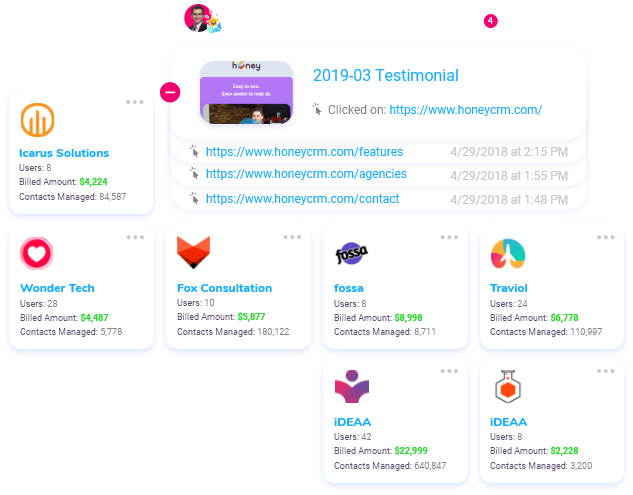 4
honey
Easy to use.
Even easier to look at.
2019-03 Testimonial
Clicked on: https://www.honeycrm.com/
https://www.honeycrm.com/features 4/29/2018 at 2:15 PM
https://www.honeycrm.com/agencies 4/29/2018 at 1:55 PM
https://www.honeycrm.com/contact 4/29/2018 at 1:48 PM
Icarus Solutions
Users: 8
Billed Amount: $4,224
Contacts Managed: 84,587
Wonder Tech
Users: 28
Billed Amount: $4,487
Contacts Managed: 5,778
Fox Consultation
Users: 10
Billed Amount: $5,877
Contacts Managed: 180,122
fossa
fossa
Users: 8
Billed Amount: $8,998
Contacts Managed: 8,711
Traviol
Users: 24
Billed Amount: $6,778
Contacts Managed: 110,997
iDEAA
Users: 42
Billed Amount: $22,999
Contacts Managed: 640,847
iDEAA
Users: 8
Billed Amount: $2,228
Contacts Managed: 3,200